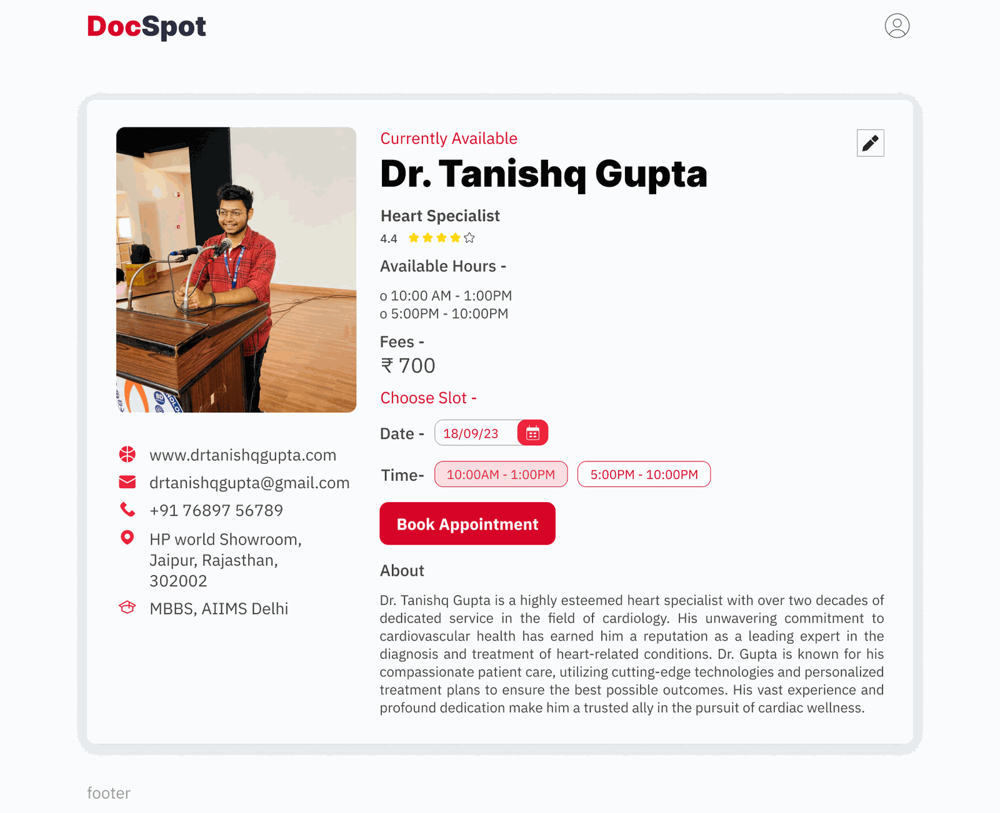 DocSpot
Currently Available
Dr. Tanishq Gupta
Heart Specialist
4.4
Available Hours -
o 10:00 AM - 1:00PM
o 5:00PM - 10:00PM
Fees -
₹ 700
Choose Slot -
Date - 18/09/23
Time- 10:00AM - 1:00PM 5:00PM - 10:00PM
Book Appointment
About
Dr. Tanishq Gupta is a highly esteemed heart specialist with over two decades of
dedicated service in the field of cardiology. His unwavering commitment to
cardiovascular health has earned him a reputation as a leading expert in the
diagnosis and treatment of heart-related conditions. Dr. Gupta is known for his
compassionate patient care, utilizing cutting-edge technologies and personalized
treatment plans to ensure the best possible outcomes. His vast experience and
profound dedication make him a trusted ally in the pursuit of cardiac wellness.
BD
www.drtanishqgupta.com
drtanishqgupta@gmail.com
+91 76897 56789
HP world Showroom,
Jaipur, Rajasthan,
302002
MBBS, AIIMS Delhi
footer